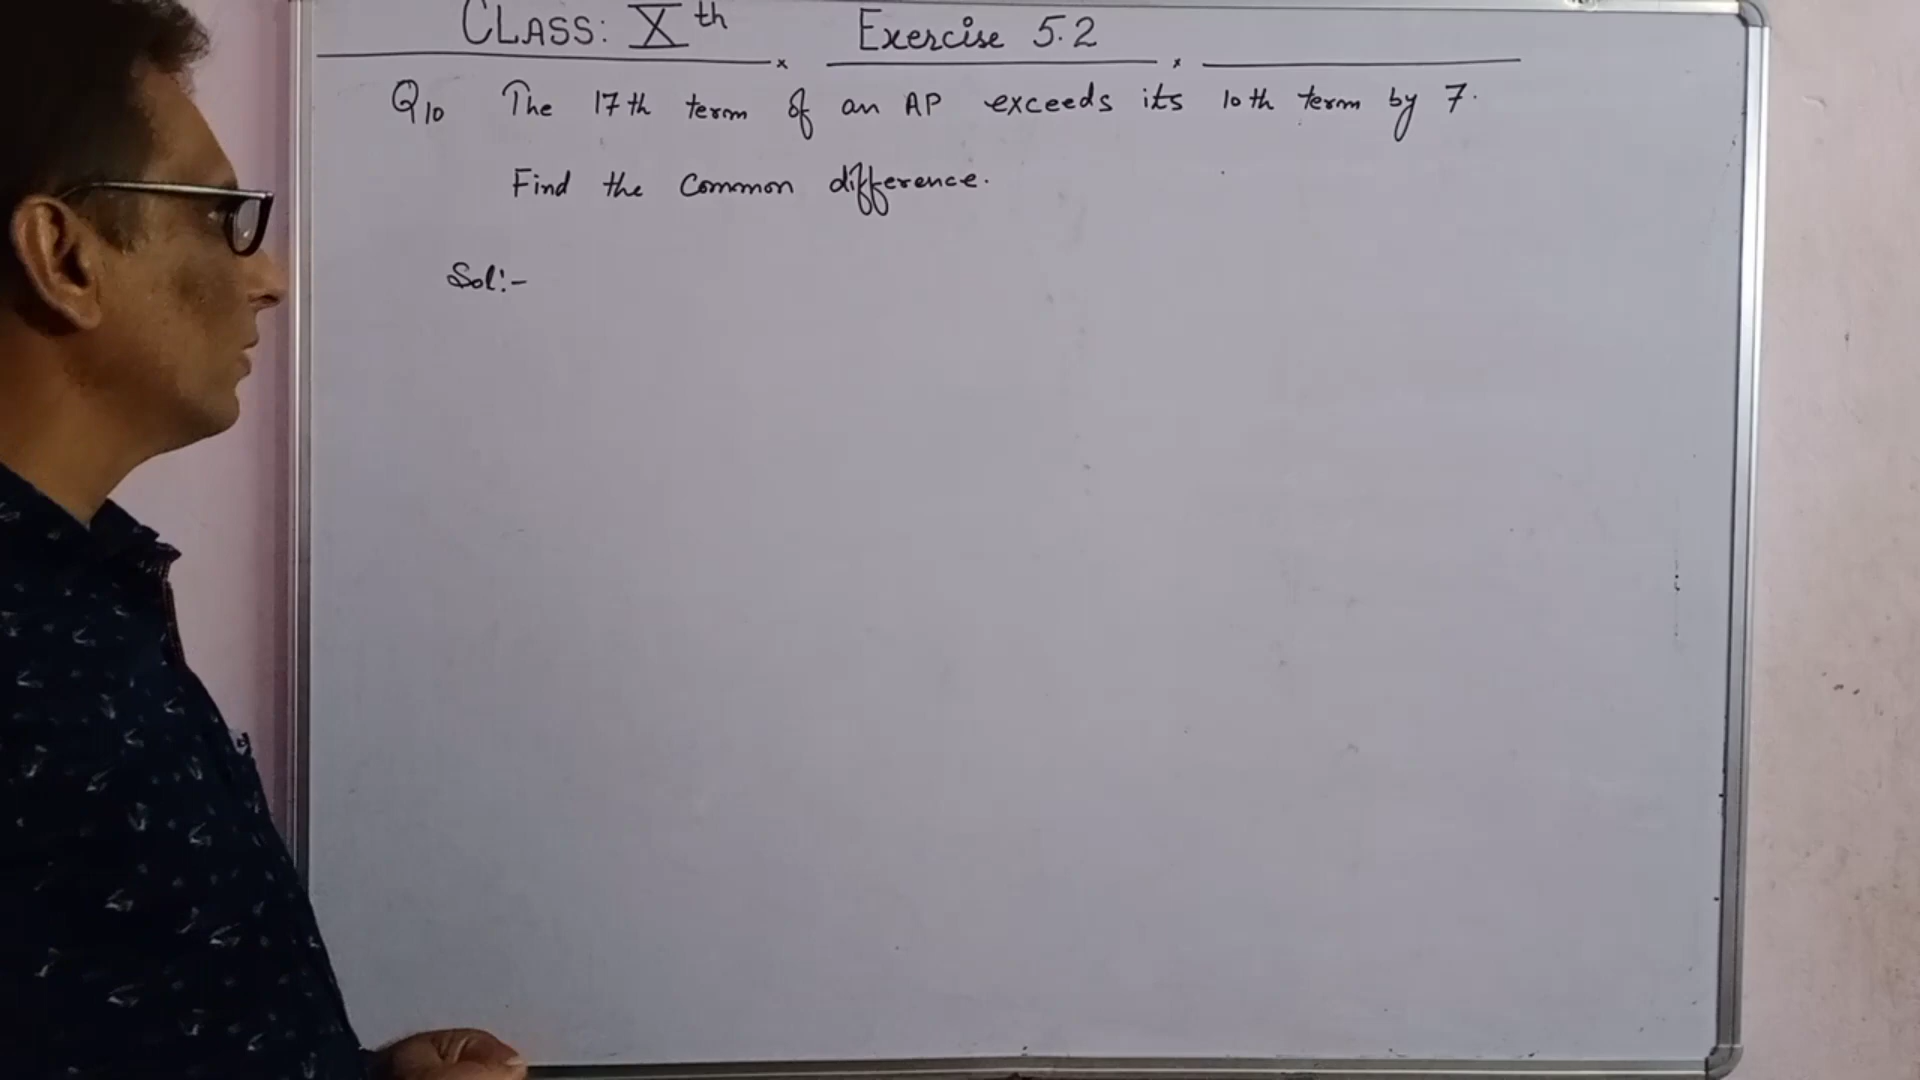 CLASS: Xth Exercise 5.2
Q10 The 17th term of an AP exceeds its 10th term by 7.
Find the Common difference.
Sol:-